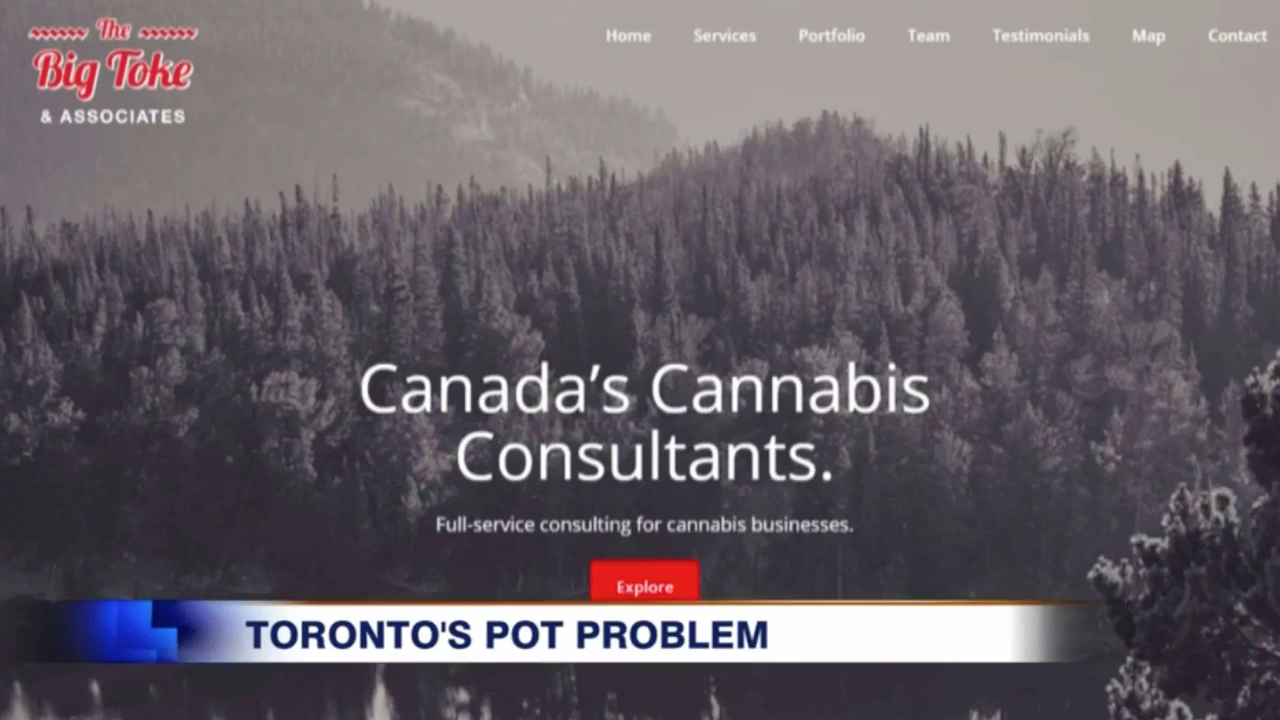 The
Big Toke
& ASSOCIATES
Home Services Portfolio Team Testimonials Map Contact
Canada's Cannabis
Consultants.
Full-service consulting for cannabis businesses.
Explore
TORONTO'S POT PROBLEM